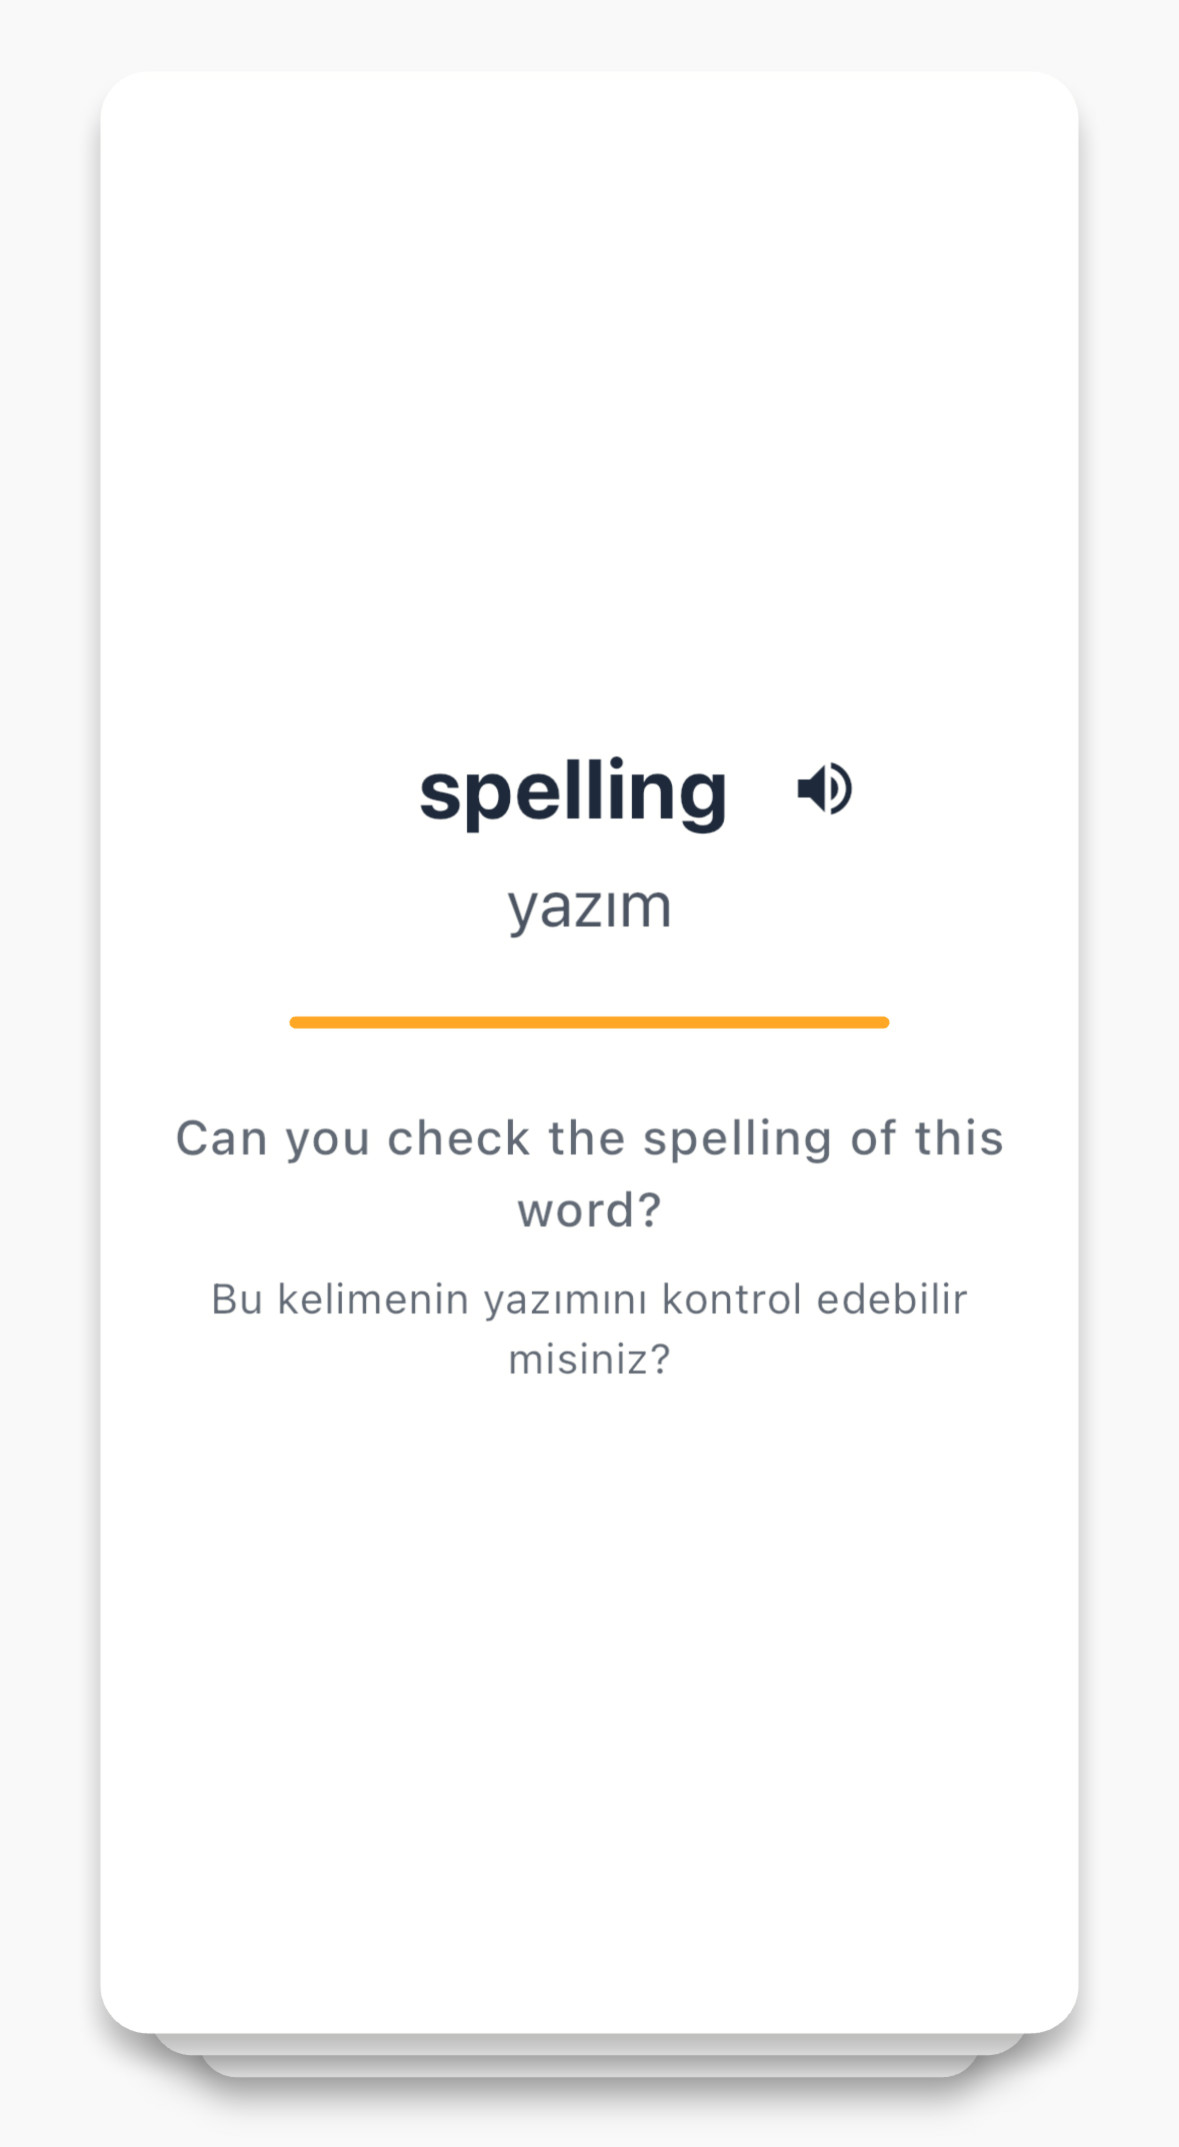 spelling
yazım
Can you check the spelling of this
word?
Bu kelimenin yazımını kontrol edebilir
misiniz?